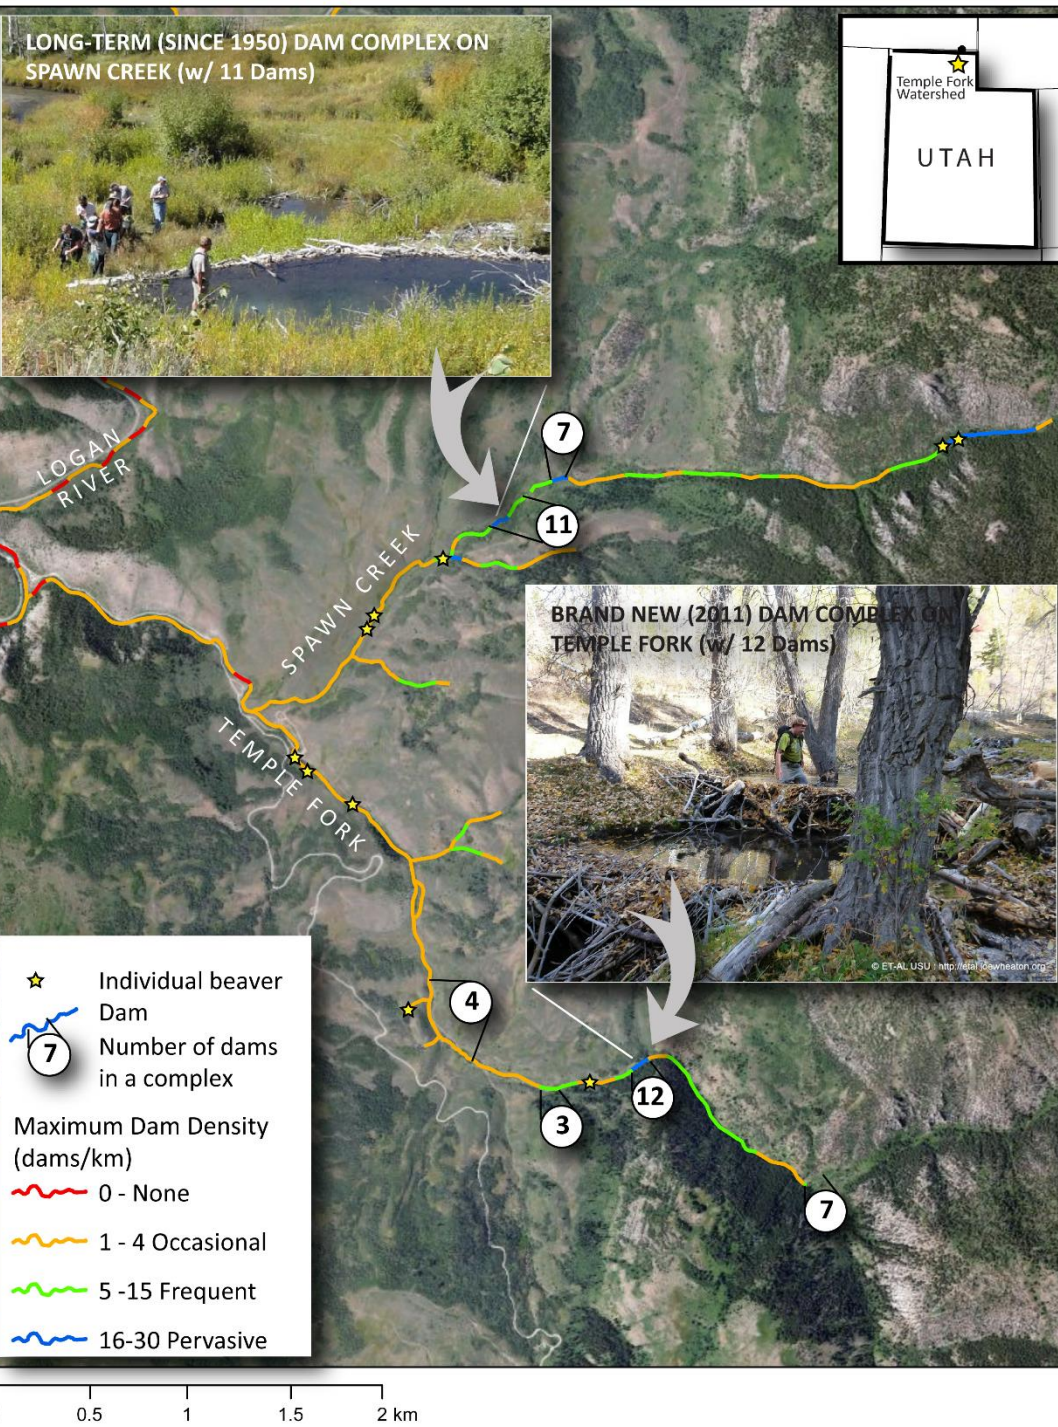 LONG-TERM (SINCE 1950) DAM COMPLEX ON
SPAWN CREEK (w/ 11 Dams)
Temple Fork
Watershed
UTAH
LOGAN
RIVER
7
11
SPAWN CREEK
BRAND NEW (2011) DAM COMPLEX ON
TEMPLE FORK (w/ 12 Dams)
© ET-AL USU : http://etal.joewheaton.org
TEMPLE FORK
4
3
12
7
Individual beaver
Dam
7
Number of dams
in a complex
Maximum Dam Density
(dams/km)
0 - None
1 - 4 Occasional
5 -15 Frequent
16-30 Pervasive
0.5
1
1.5
2 km